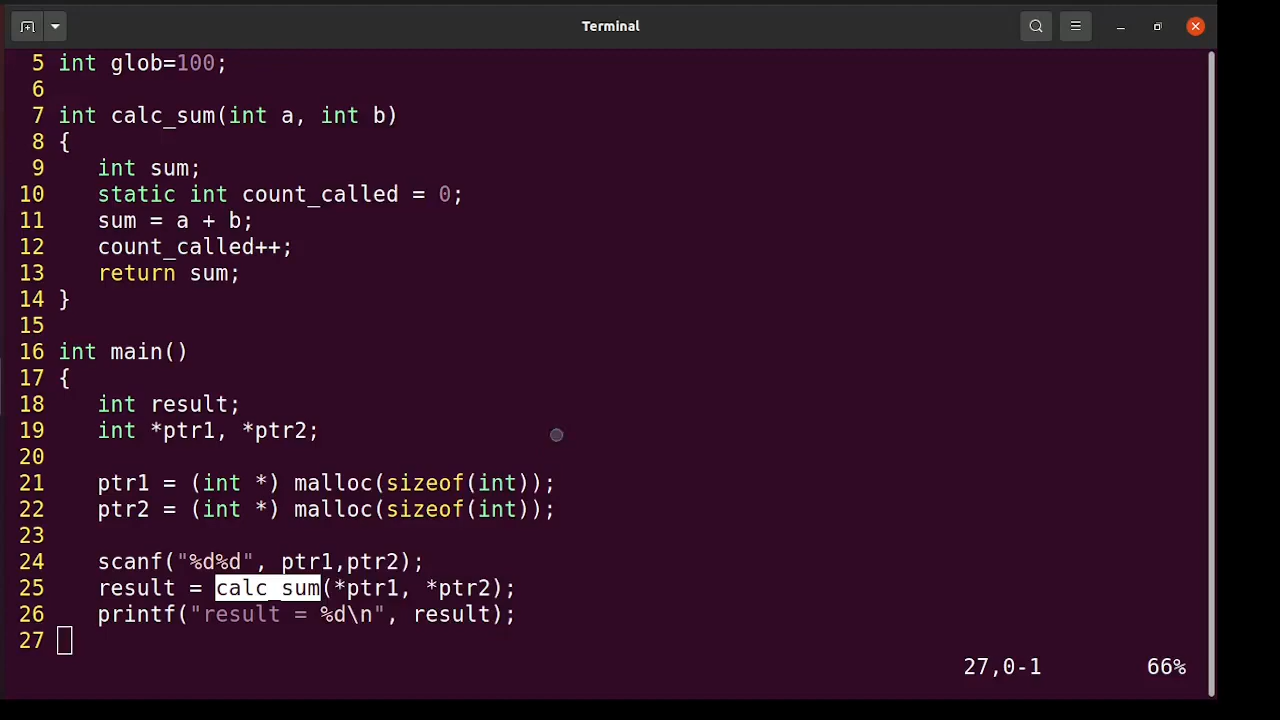 Terminal
5 int glob=100;
6
7 int calc_sum(int a, int b)
8 {
9    int sum;
10    static int count_called = 0;
11    sum = a + b;
12    count_called++;
13    return sum;
14 }
15
16 int main()
17 {
18    int result;
19    int *ptr1, *ptr2;
20
21    ptr1 = (int *) malloc(sizeof(int));
22    ptr2 = (int *) malloc(sizeof(int));
23
24    scanf("%d%d", ptr1,ptr2);
25    result = calc_sum(*ptr1, *ptr2);
26    printf("result = %d\n", result);
27
27,0-1 66%